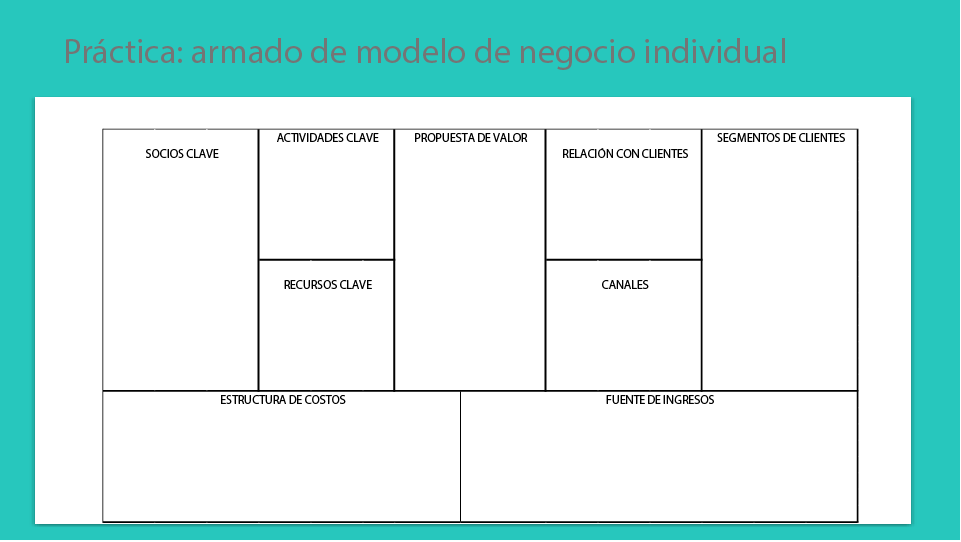 Práctica: armado de modelo de negocio individual
SOCIOS CLAVE
ACTIVIDADES CLAVE
RECURSOS CLAVE
PROPUESTA DE VALOR
RELACIÓN CON CLIENTES
CANALES
SEGMENTOS DE CLIENTES
ESTRUCTURA DE COSTOS
FUENTE DE INGRESOS